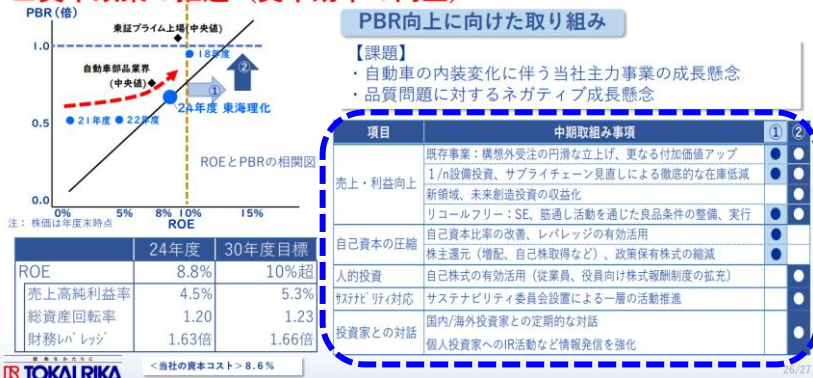 PBR(倍)
東証プライム上場(中央値)
1.0
18年度
②
自動車部品業界
(中央値)
①
24年度 東海理化
0.5
21年度
22年度
ROEとPBRの相関図
0.0
0%
5%
8%
10%
15%
ROE
注: 株価は年度末時点
24年度 30年度目標
ROE 8.8% 10%超
売上高純利益率 4.5% 5.3%
総資産回転率 1.20 1.23
財務レバレッジ 1.63倍 1.66倍
TOKAI RIKA
<当社の資本コスト>8.6%
PBR向上に向けた取り組み
【課題】
・自動車の内装変化に伴う当社主力事業の成長懸念
・品質問題に対するネガティブ成長懸念
項目 中期取組み事項 ① ②
売上・利益向上
既存事業:構想外受注の円滑な立上げ、更なる付加価値アップ
1/n設備投資、サプライチェーン見直しによる徹底的な在庫低減
新領域、未来創造投資の収益化
リコールフリー:SE、筋通し活動を通じた良品条件の整備、実行
自己資本の圧縮
自己資本比率の改善、レバレッジの有効活用
株主還元(増配、自己株取得など)、政策保有株式の縮減
人的投資 自己株式の有効活用(従業員、役員向け株式報酬制度の拡充)
サステナビリティ対応 サステナビリティ委員会設置による一層の活動推進
投資家との対話
国内/海外投資家との定期的な対話
個人投資家へのIR活動など情報発信を強化
26/27